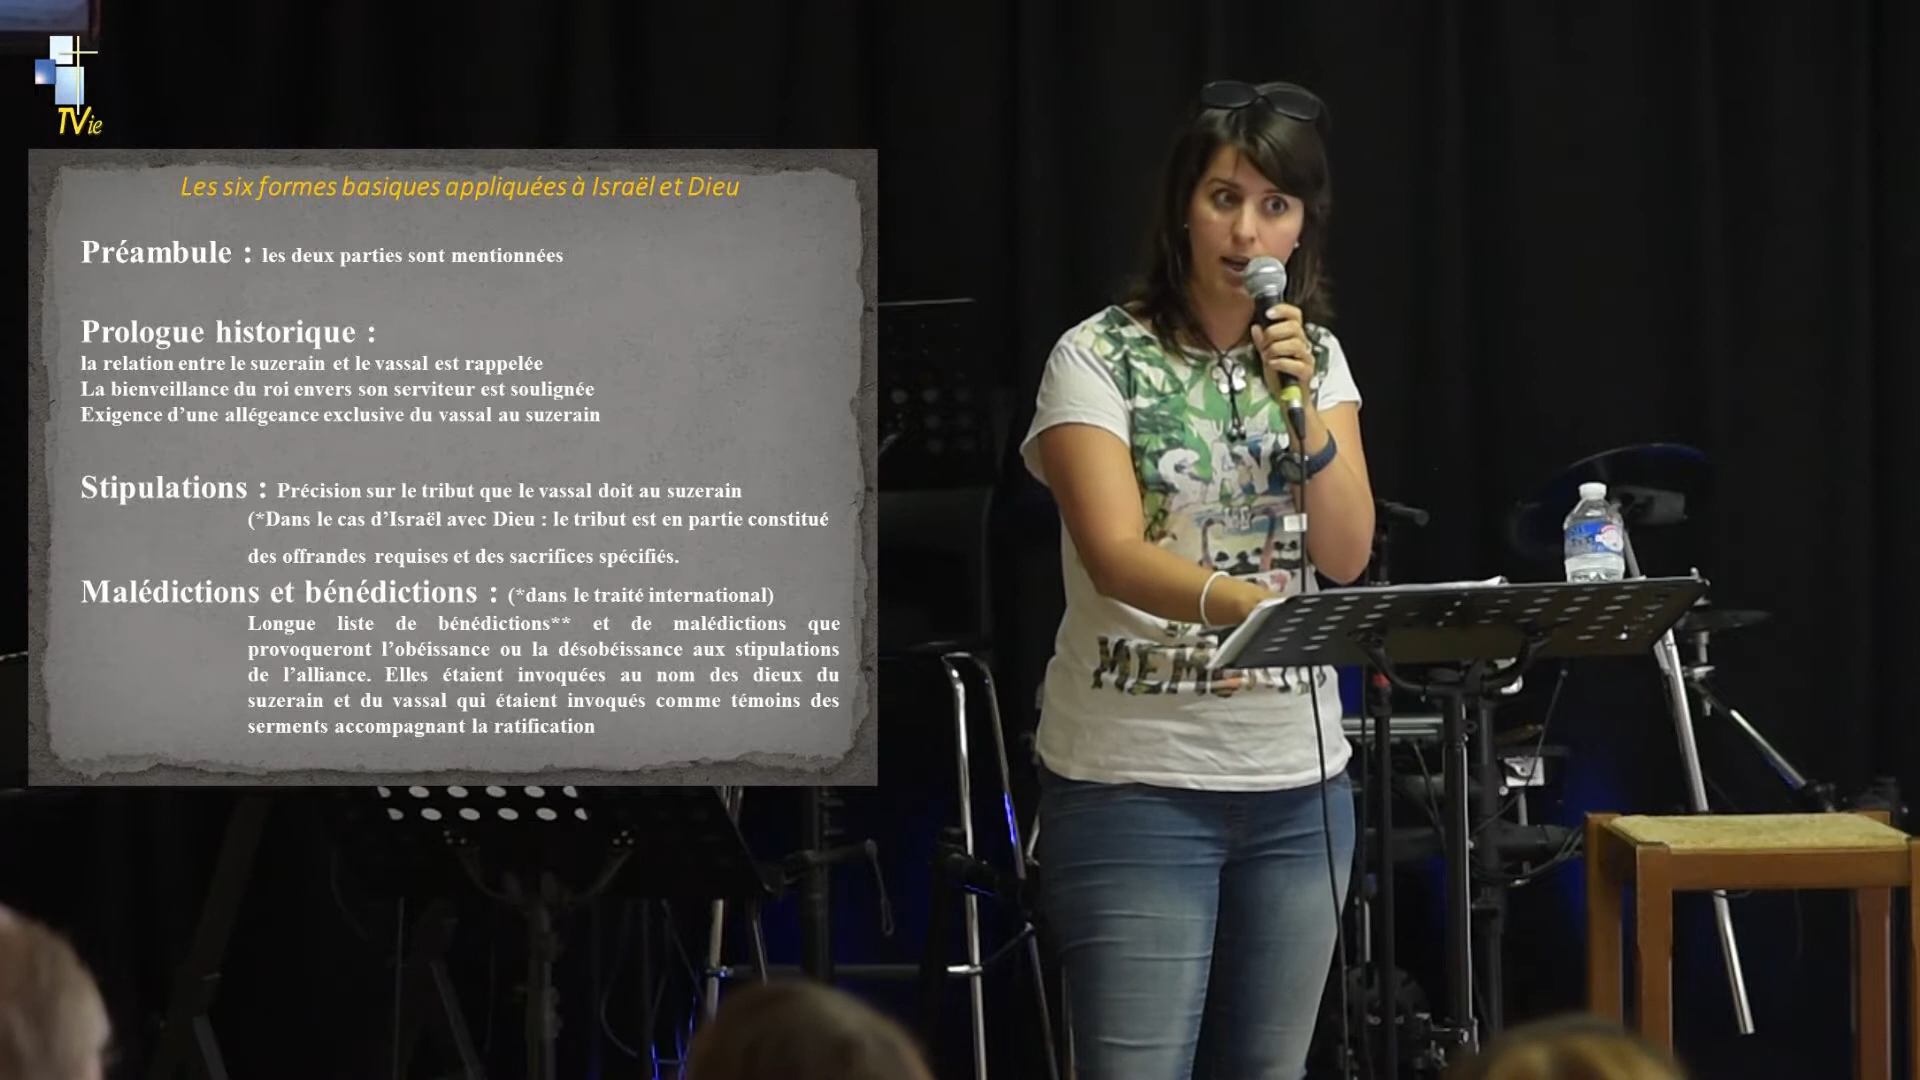 TVie
Les six formes basiques appliquées à Israël et Dieu
Préambule : les deux parties sont mentionnées
Prologue historique :
la relation entre le suzerain et le vassal est rappelée
La bienveillance du roi envers son serviteur est soulignée
Exigence d’une allégeance exclusive du vassal au suzerain
Stipulations : Précision sur le tribut que le vassal doit au suzerain
(*Dans le cas d’Israël avec Dieu : le tribut est en partie constitué
des offrandes requises et des sacrifices spécifiés.
Malédictions et bénédictions : (*dans le traité international)
Longue liste de bénédictions** et de malédictions que
provoqueront l’obéissance ou la désobéissance aux stipulations
de l’alliance. Elles étaient invoquées au nom des dieux du
suzerain et du vassal qui étaient invoqués comme témoins des
serments accompagnant la ratification